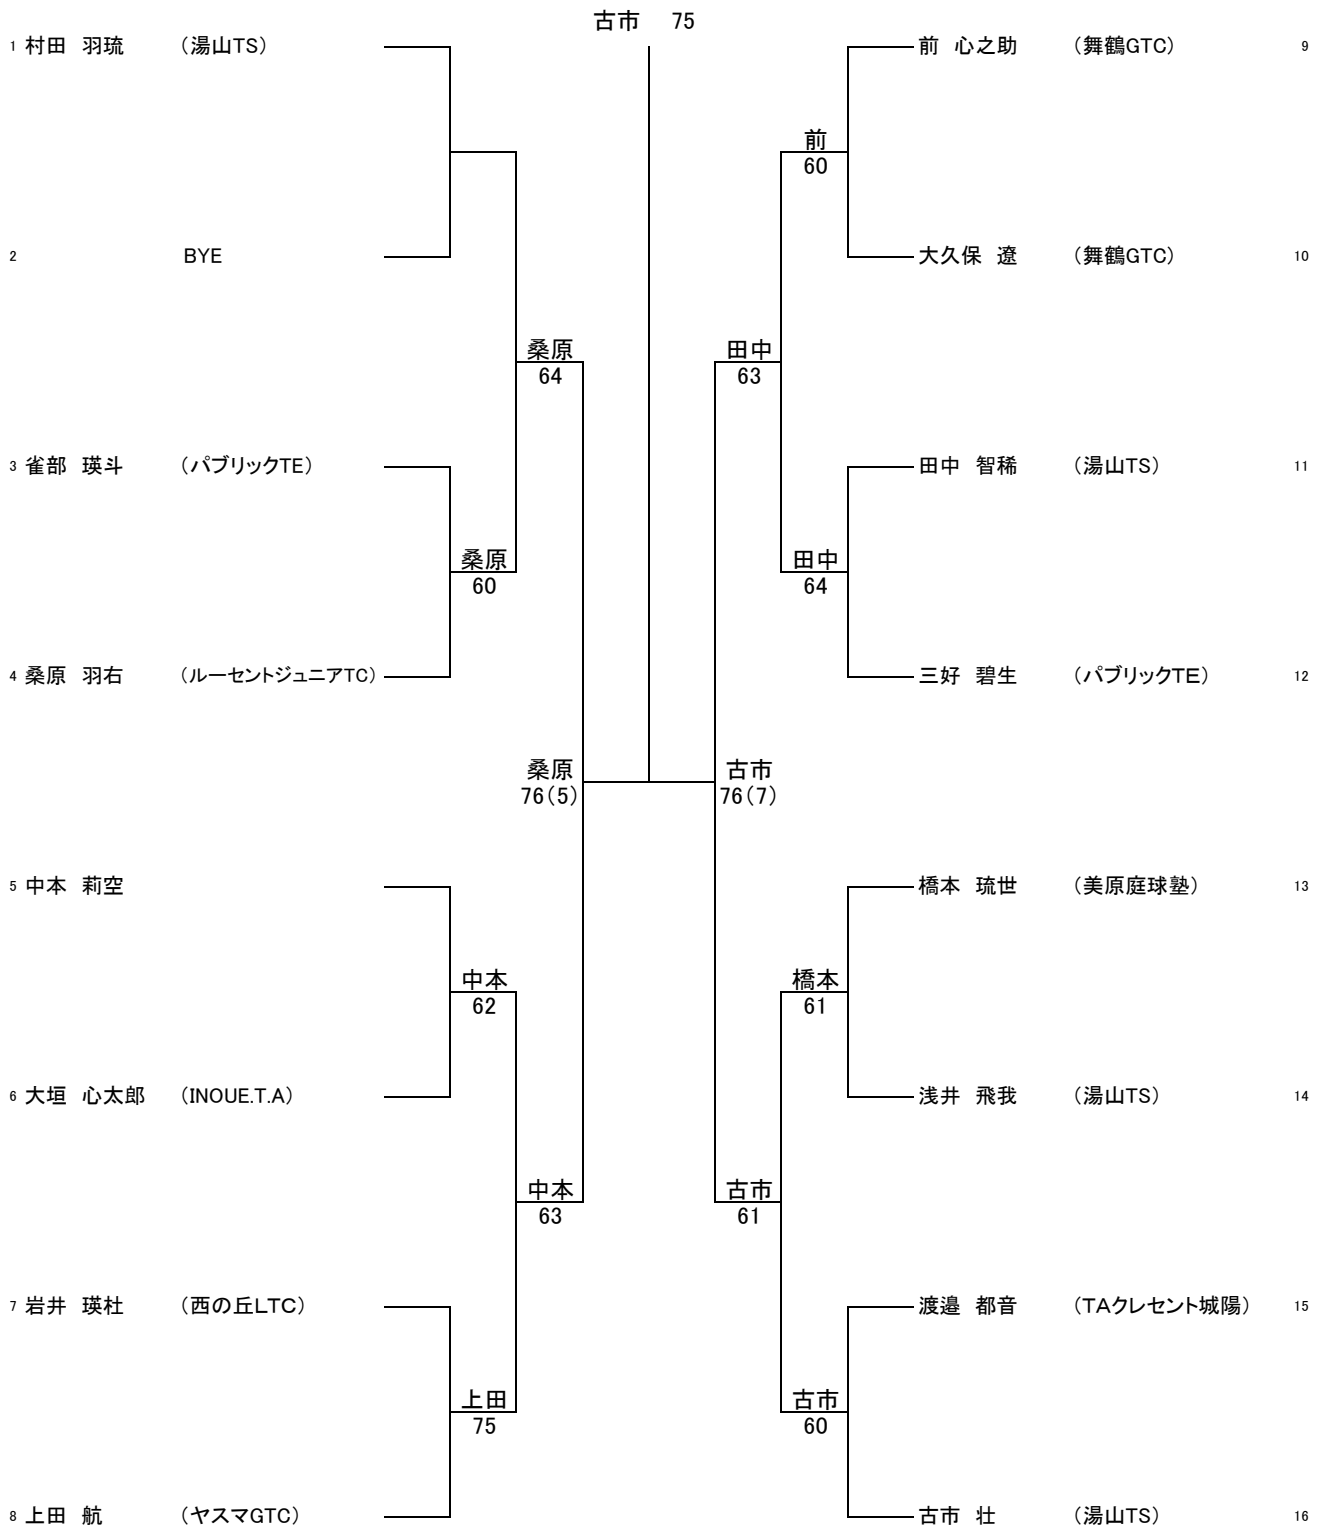 古市　75
1 村田　羽琉 （湯山TS）
2 BYE
3 雀部　瑛斗 （パブリックTE）
4 桑原　羽右 （ルーセントジュニアTC）
5 中本　莉空
6 大垣　心太郎 （INOUE.T.A）
7 岩井　瑛杜 （西の丘LTC）
8 上田　航 （ヤスマGTC）
桑原
60
中本
62
上田
75
桑原
64
中本
63
桑原
76（5）
古市
76（7）
田中
63
古市
61
前
60
田中
64
橋本
61
古市
60
前　心之助 （舞鶴GTC） 9
大久保　遼 （舞鶴GTC） 10
田中　智稀 （湯山TS） 11
三好　碧生 （パブリックTE） 12
橋本　琉世 （美原庭球塾） 13
浅井　飛我 （湯山TS） 14
渡邉　都音 （TAクレセント城陽） 15
古市　壮 （湯山TS） 16